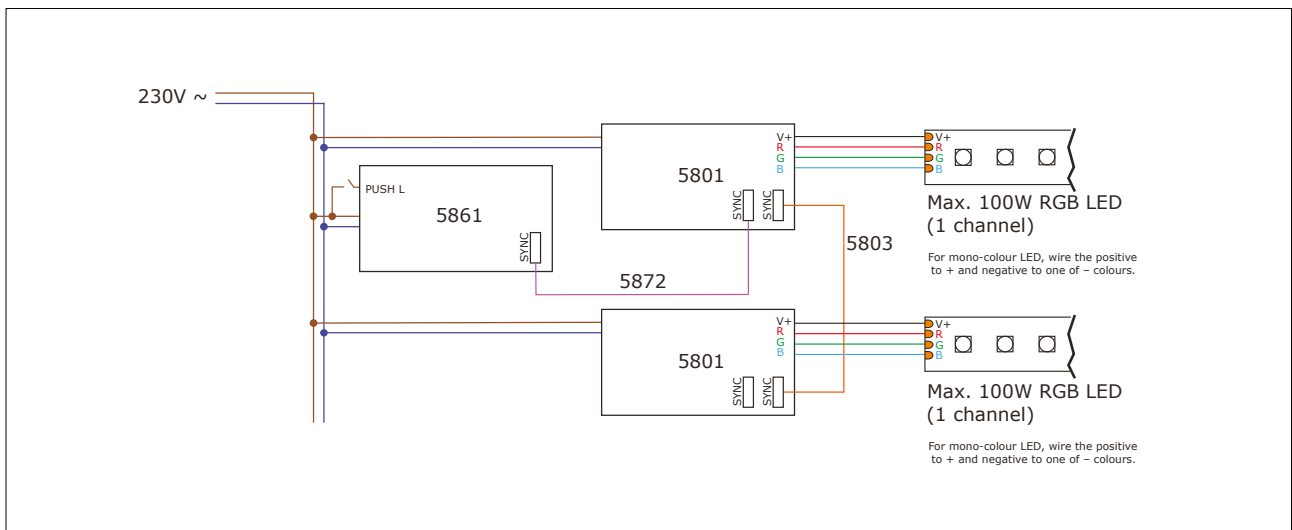 230V ~
PUSH L
5861
SYNC
5872
5801
V+
R
G
B
SYNC
SYNC
5803
V+
R
G
B
Max. 100W RGB LED
(1 channel)
For mono-colour LED, wire the positive
to + and negative to one of – colours.
5801
V+
R
G
B
SYNC
SYNC
V+
R
G
B
Max. 100W RGB LED
(1 channel)
For mono-colour LED, wire the positive
to + and negative to one of – colours.